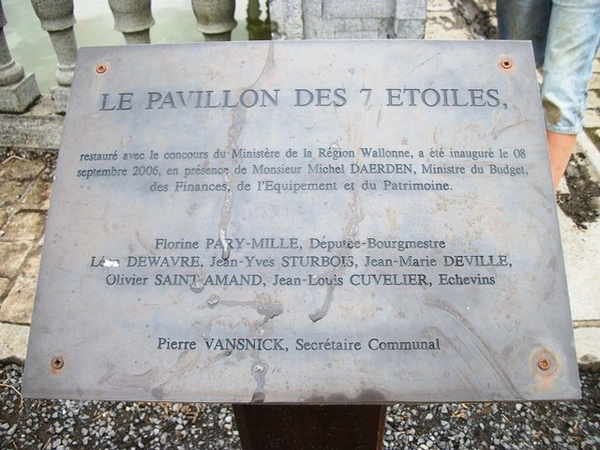 LE PAVILLON DES 7 ETOILES,
restauré avec le concours du Ministère de la Région Wallonne, a été inauguré le 08
septembre 2006, en présence de Monsieur Michel DAERDEN, Ministre du Budget,
des Finances, de l'Equipement et du Patrimoine.
Florine PARY-MILLE, Députée-Bourgmestre
Léon DEWAVRE, Jean-Yves STURBOIS, Jean-Marie DEVILLE,
Olivier SAINT-AMAND, Jean-Louis CUVELIER, Echevins
Pierre VANSNICK, Secrétaire Communal